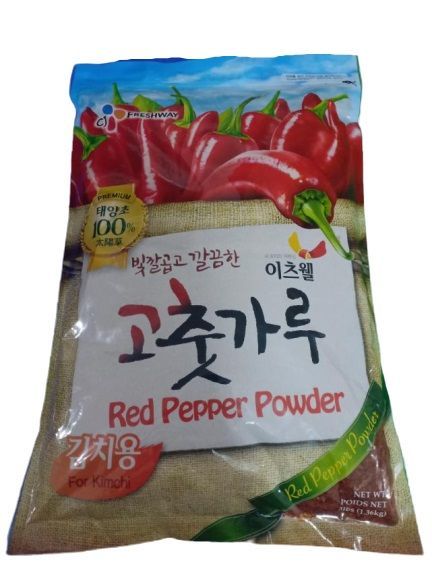 CJ FRESHWAY
PREMIUM
태양초
100%
太陽草
빛깔곱고 깔끔한
이츠웰
고춧가루
Red Pepper Powder
김치용
For Kimchi
Red Pepper Powder
NET WT
POIDS NET
3lbs (1.36kg)